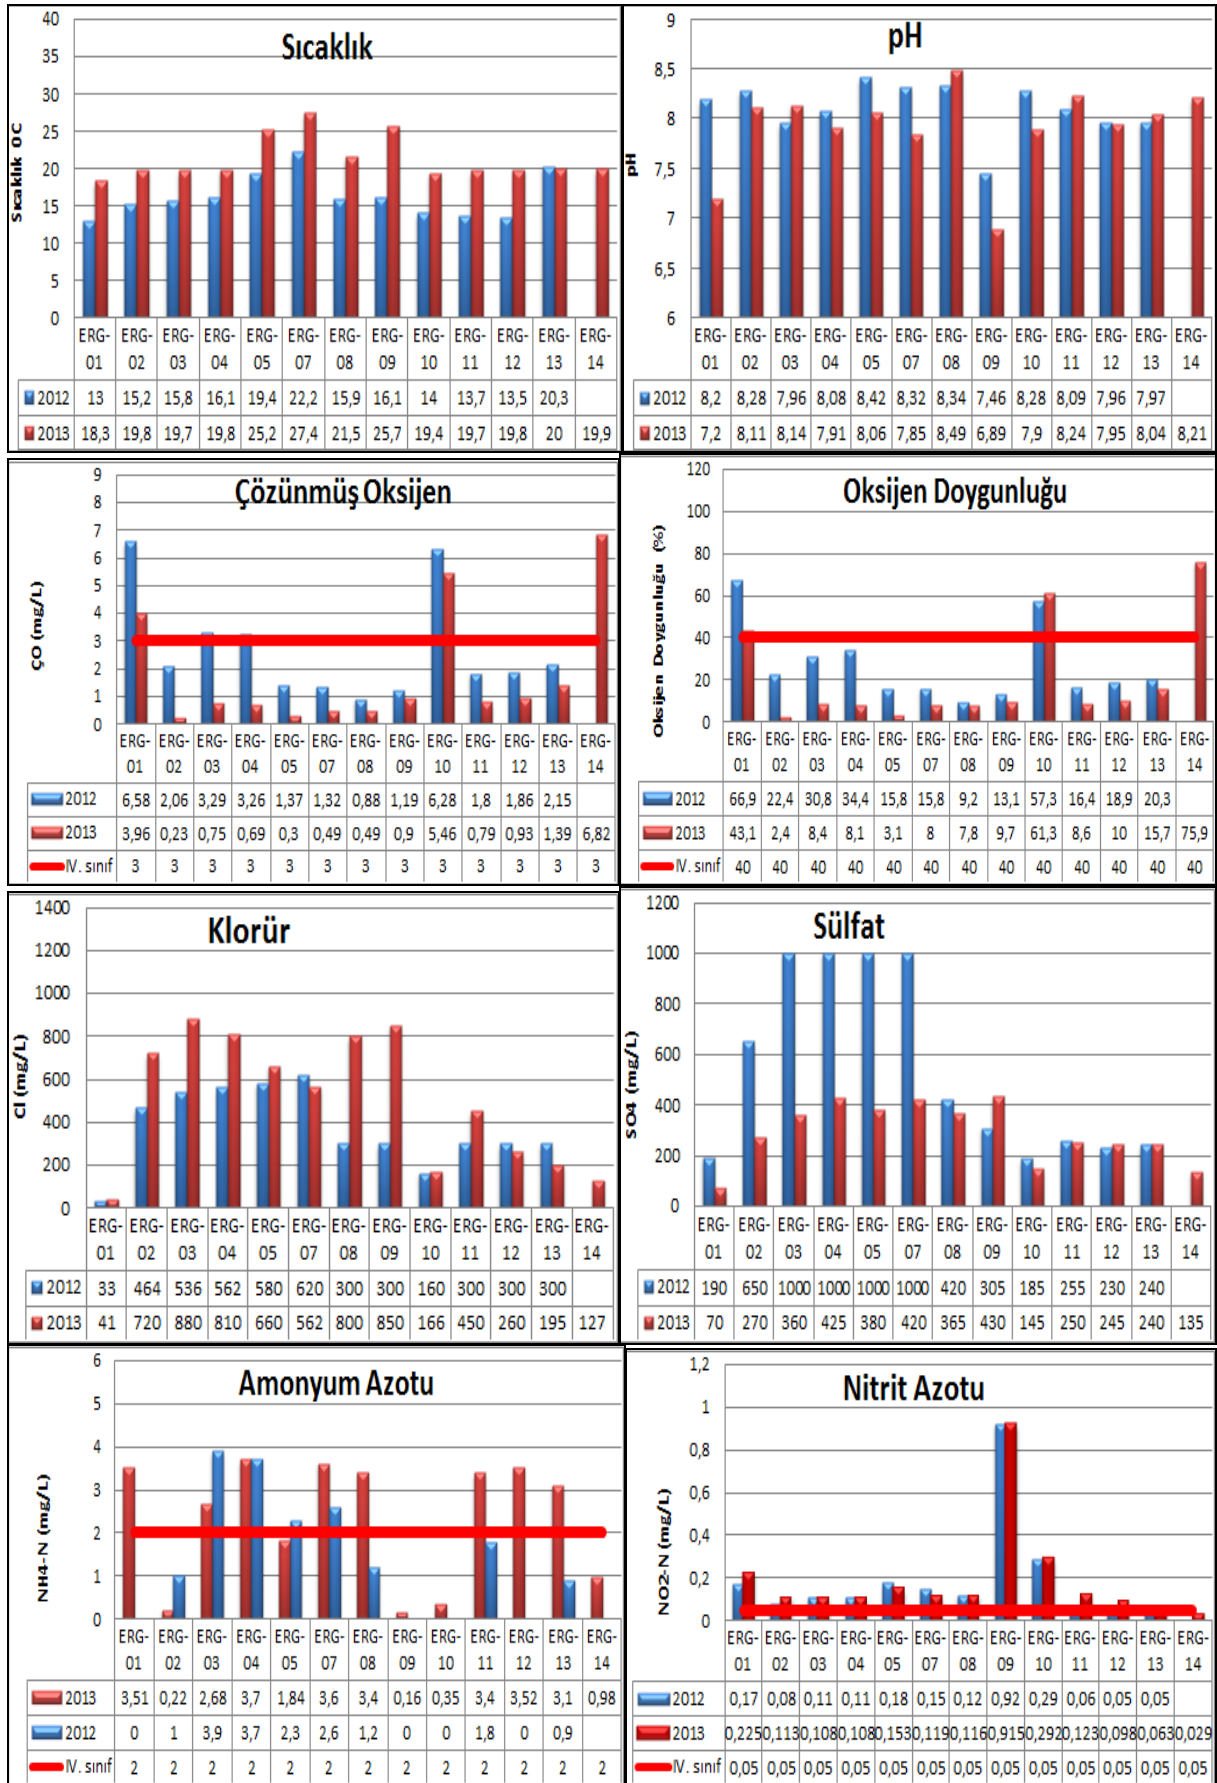 Sıcaklık
Sıcaklık 0C
40
35
30
25
20
15
10
5
0
ERG-01 ERG-02 ERG-03 ERG-04 ERG-05 ERG-07 ERG-08 ERG-09 ERG-10 ERG-11 ERG-12 ERG-13 ERG-14
2012 13 15,2 15,8 16,1 19,4 22,2 15,9 16,1 14 13,7 13,5 20,3
2013 18,3 19,8 19,7 19,8 25,2 27,4 21,5 25,7 19,4 19,7 19,8 20 19,9
pH
pH
9
8,5
8
7,5
7
6,5
6
ERG-01 ERG-02 ERG-03 ERG-04 ERG-05 ERG-07 ERG-08 ERG-09 ERG-10 ERG-11 ERG-12 ERG-13 ERG-14
2012 8,2 8,28 7,96 8,08 8,42 8,32 8,34 7,46 8,28 8,09 7,96 7,97
2013 7,2 8,11 8,14 7,91 8,06 7,85 8,49 6,89 7,9 8,24 7,95 8,04 8,21
Çözünmüş Oksijen
ÇO (mg/L)
9
8
7
6
5
4
3
2
1
0
ERG-01 ERG-02 ERG-03 ERG-04 ERG-05 ERG-07 ERG-08 ERG-09 ERG-10 ERG-11 ERG-12 ERG-13 ERG-14
2012 6,58 2,06 3,29 3,26 1,37 1,32 0,88 1,19 6,28 1,8 1,86 2,15
2013 3,96 0,23 0,75 0,69 0,3 0,49 0,49 0,9 5,46 0,79 0,93 1,39 6,82
IV. sınıf 3 3 3 3 3 3 3 3 3 3 3 3 3
Oksijen Doygunluğu
Oksijen Doygunluğu (%)
120
100
80
60
40
20
0
ERG-01 ERG-02 ERG-03 ERG-04 ERG-05 ERG-07 ERG-08 ERG-09 ERG-10 ERG-11 ERG-12 ERG-13 ERG-14
2012 66,9 22,4 30,8 34,4 15,8 15,8 9,2 13,1 57,3 16,4 18,9 20,3
2013 43,1 2,4 8,4 8,1 3,1 8 7,8 9,7 61,3 8,6 10 15,7 75,9
IV. sınıf 40 40 40 40 40 40 40 40 40 40 40 40 40
Klorür
Cl (mg/L)
1400
1200
1000
800
600
400
200
0
ERG-01 ERG-02 ERG-03 ERG-04 ERG-05 ERG-07 ERG-08 ERG-09 ERG-10 ERG-11 ERG-12 ERG-13 ERG-14
2012 33 464 536 562 580 620 300 300 160 300 300 300
2013 41 720 880 810 660 562 800 850 166 450 260 195 127
Sülfat
SO4 (mg/L)
1200
1000
800
600
400
200
0
ERG-01 ERG-02 ERG-03 ERG-04 ERG-05 ERG-07 ERG-08 ERG-09 ERG-10 ERG-11 ERG-12 ERG-13 ERG-14
2012 190 650 1000 1000 1000 1000 420 305 185 255 230 240
2013 70 270 360 425 380 420 365 430 145 250 245 240 135
Amonyum Azotu
NH4-N (mg/L)
6
5
4
3
2
1
0
ERG-01 ERG-02 ERG-03 ERG-04 ERG-05 ERG-07 ERG-08 ERG-09 ERG-10 ERG-11 ERG-12 ERG-13 ERG-14
2013 3,51 0,22 2,68 3,7 1,84 3,6 3,4 0,16 0,35 3,4 3,52 3,1 0,98
2012 0 1 3,9 3,7 2,3 2,6 1,2 0 0 1,8 0 0,9
IV. sınıf 2 2 2 2 2 2 2 2 2 2 2 2 2
Nitrit Azotu
NO2-N (mg/L)
1,2
1
0,8
0,6
0,4
0,2
0
ERG-01 ERG-02 ERG-03 ERG-04 ERG-05 ERG-07 ERG-08 ERG-09 ERG-10 ERG-11 ERG-12 ERG-13 ERG-14
2012 0,17 0,08 0,11 0,11 0,18 0,15 0,12 0,92 0,29 0,06 0,05 0,05
2013 0,225 0,113 0,108 0,108 0,153 0,119 0,116 0,915 0,292 0,123 0,098 0,063 0,029
IV. sınıf 0,05 0,05 0,05 0,05 0,05 0,05 0,05 0,05 0,05 0,05 0,05 0,05 0,05